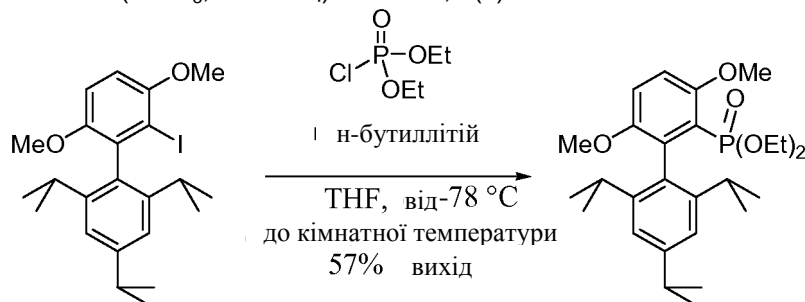 OMe
MeO
I
O
Cl
P
OEt
OEt
н-бутиллітій
THF, від-78 °C
до кімнатної температури
57% вихід
OMe
O
MeO
P(OEt)2